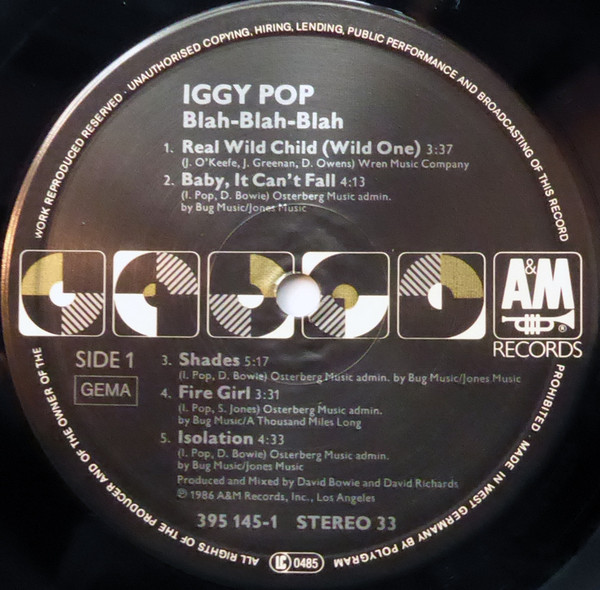 WORK REPRODUCED RESERVED · UNAUTHORISED COPYING, HIRING, LENDING, PUBLIC PERFORMANCE AND BROADCASTING OF THIS RECORD
IGGY POP
Blah-Blah-Blah
1. Real Wild Child (Wild One) 3:37
(J. O'Keefe, J. Greenan, D. Owens) Wren Music Company
2. Baby, It Can't Fall 4:13
(I. Pop, D. Bowie) Osterberg Music admin.
by Bug Music/Jones Music
A&M
®
RECORDS
SIDE 1
GEMA
3. Shades 5:17
(I. Pop, D. Bowie) Osterberg Music admin. by Bug Music/Jones Music
4. Fire Girl 3:31
(I. Pop, S. Jones) Osterberg Music admin.
by Bug Music/A Thousand Miles Long
5. Isolation 4:33
(I. Pop, D. Bowie) Osterberg Music admin.
by Bug Music/Jones Music
Produced and Mixed by David Bowie and David Richards
℗ 1986 A&M Records, Inc., Los Angeles
395 145-1 STEREO 33
LC 0485
PROHIBITED · MADE IN WEST GERMANY BY POLYGRAM
ALL RIGHTS OF THE PRODUCER AND OF THE OWNER OF THE